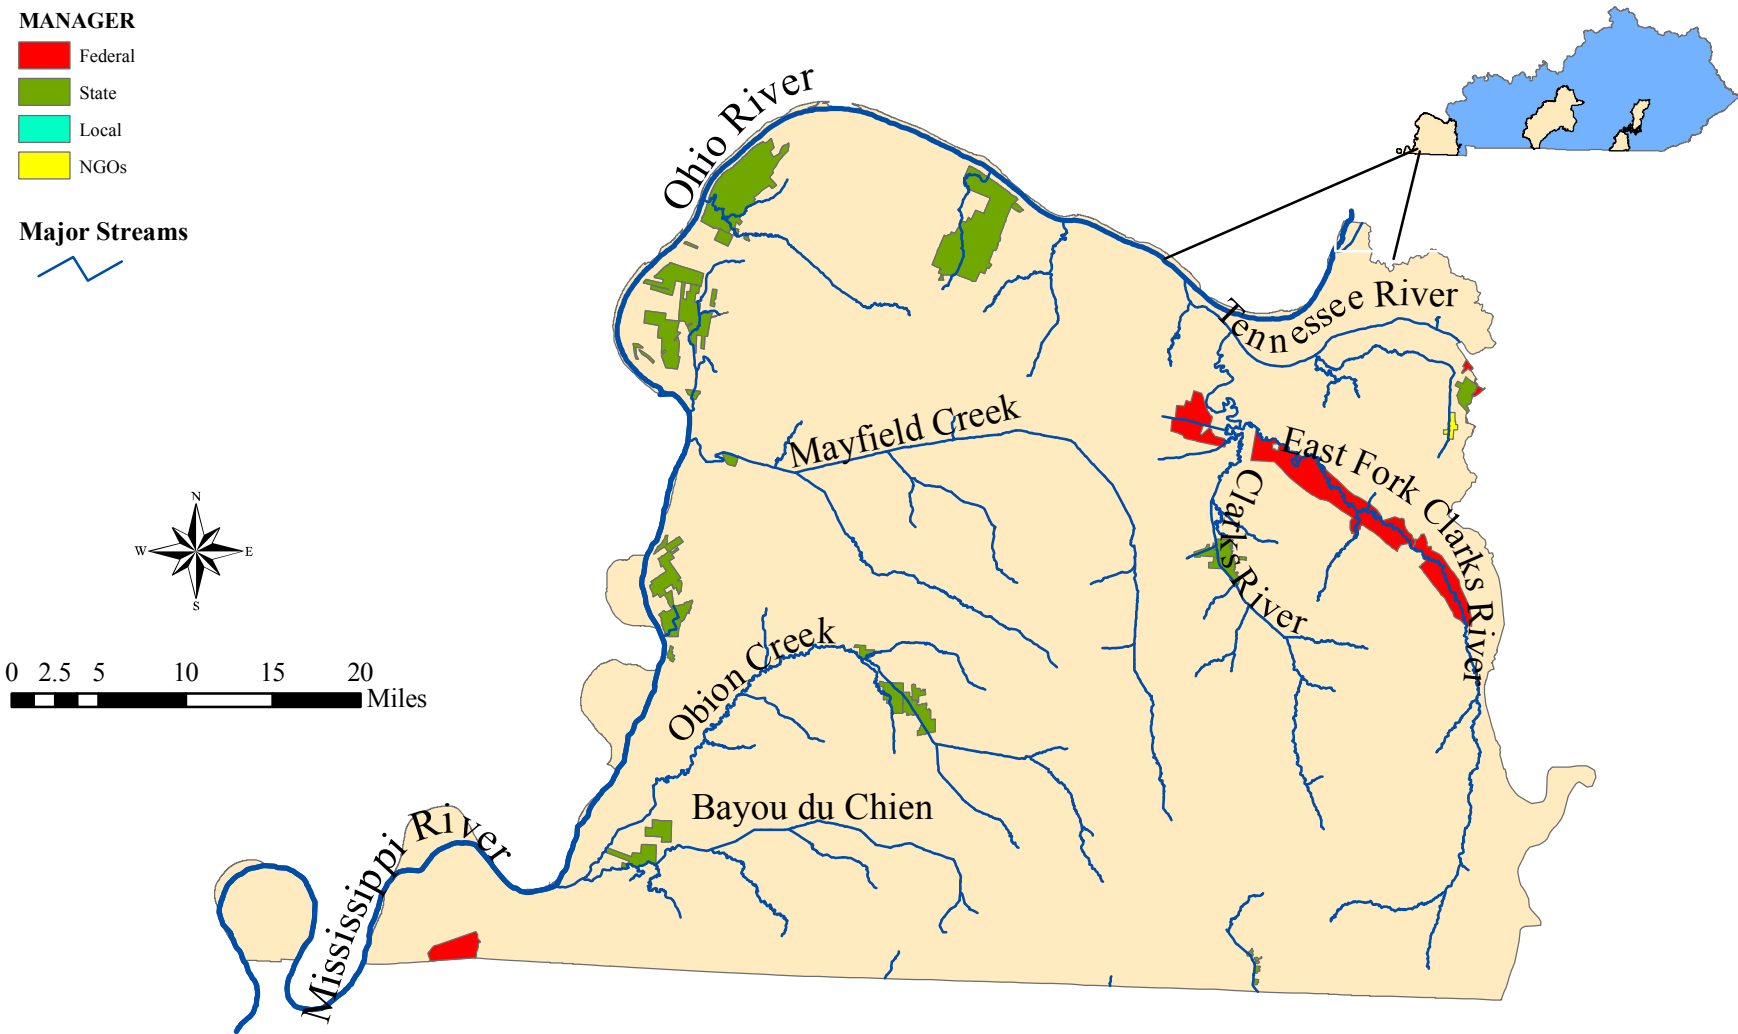 MANAGER
Federal
State
Local
NGOs
Major Streams
N
W E
S
0 2.5 5 10 15 20
Miles
Ohio River
Tennessee River
Mayfield Creek
East Fork Clarks River
Clarks River
Obion Creek
Bayou du Chien
Mississippi River